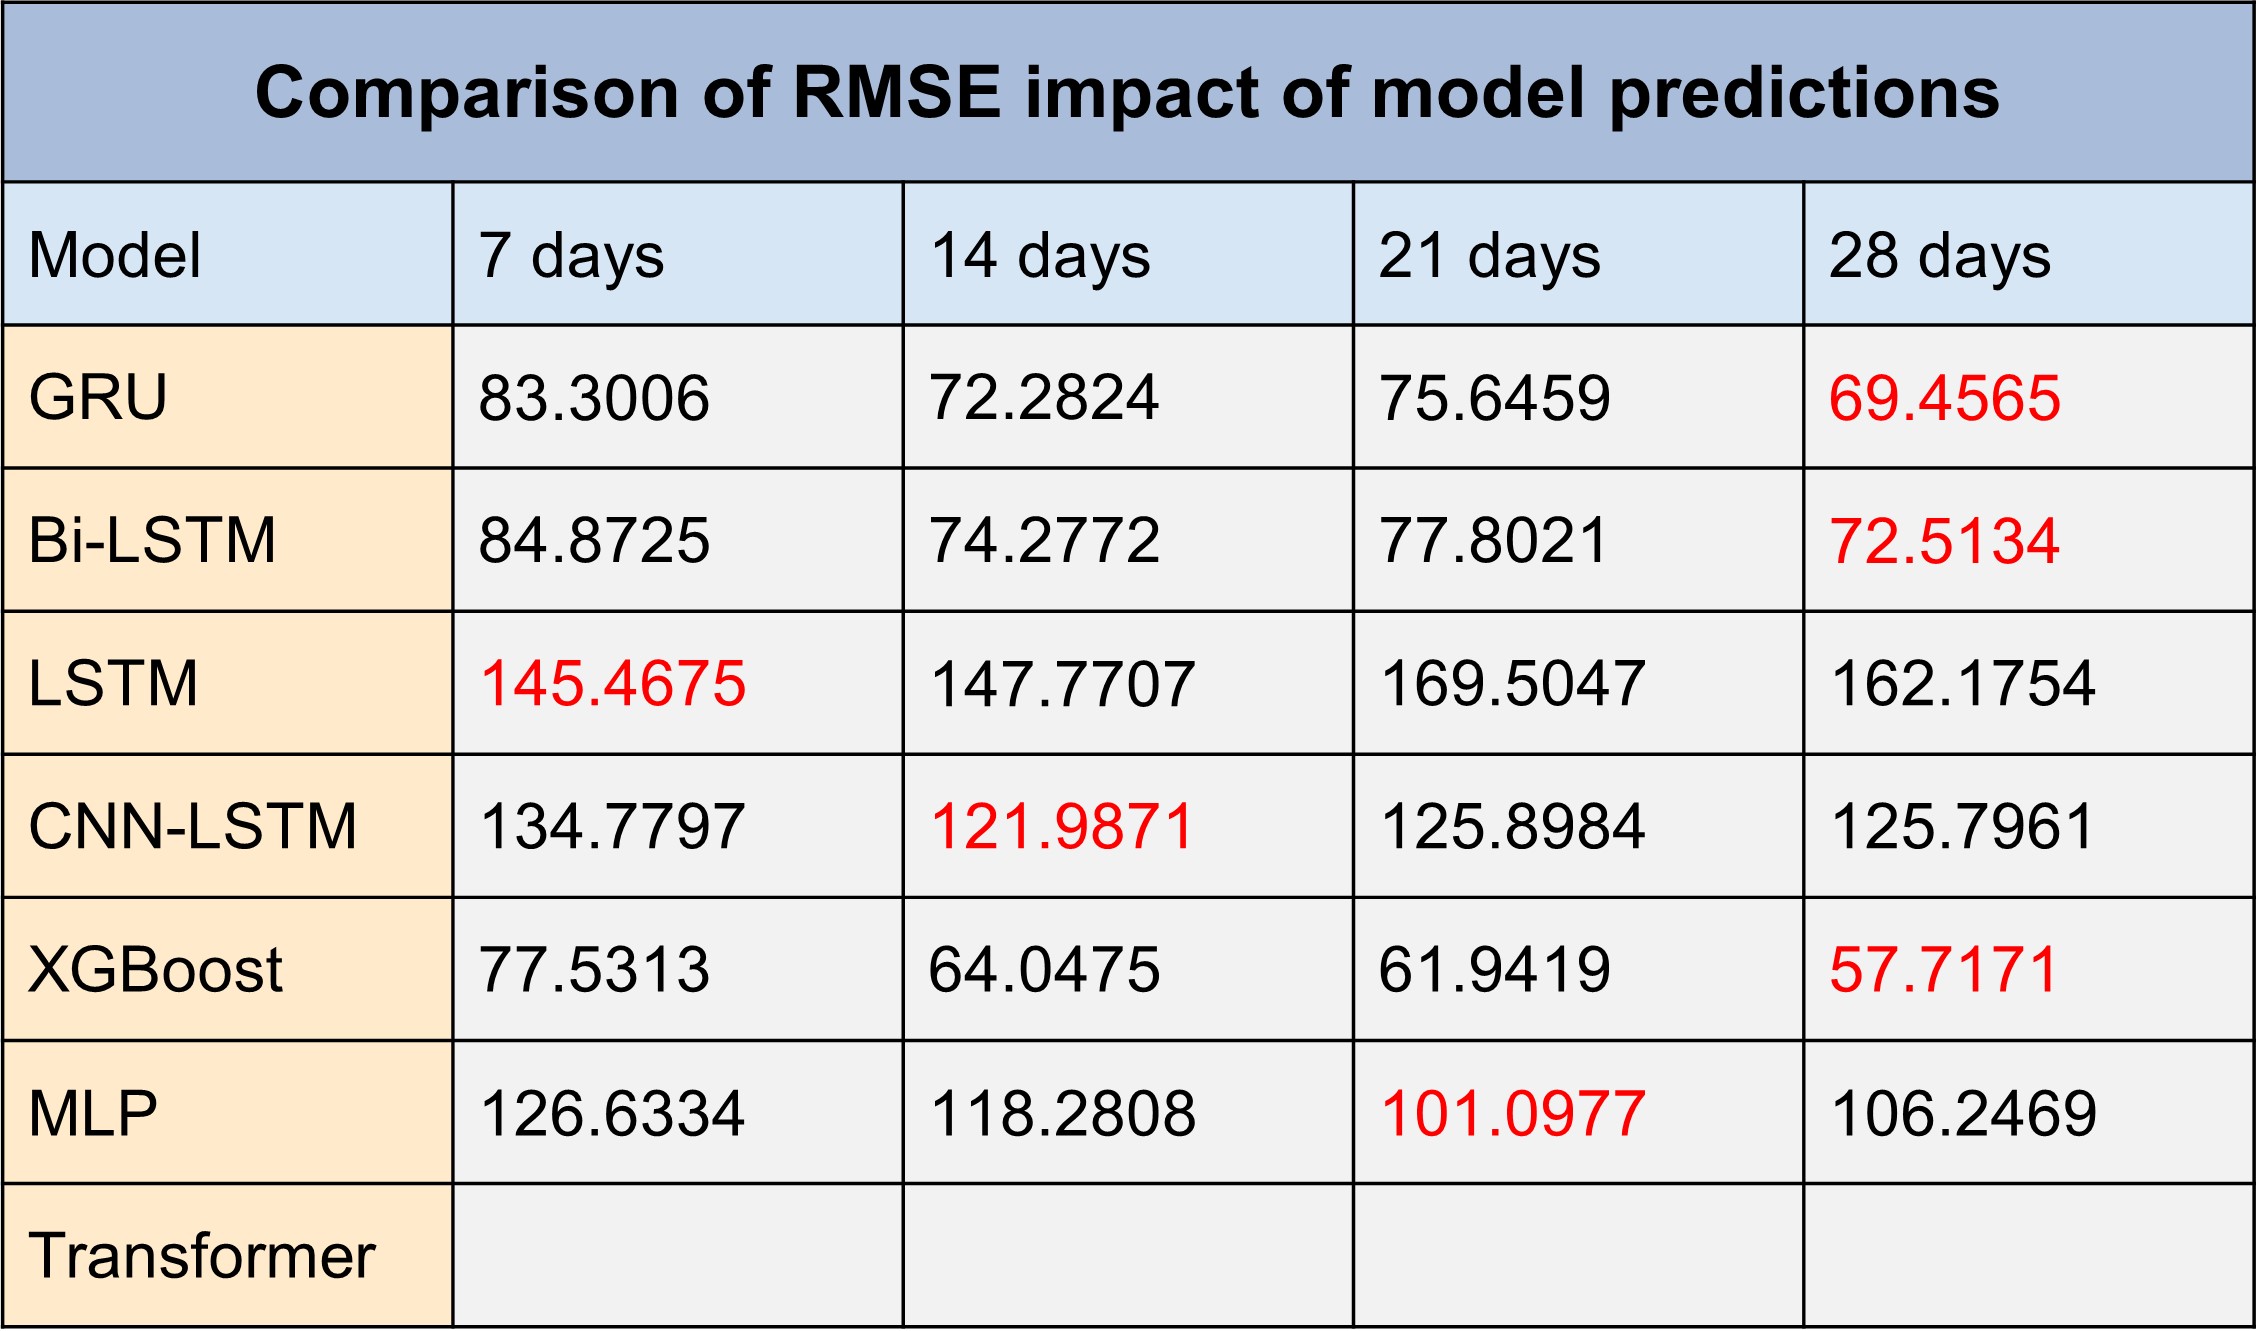 Comparison of RMSE impact of model predictions
Model 7 days 14 days 21 days 28 days
GRU 83.3006 72.2824 75.6459 69.4565
Bi-LSTM 84.8725 74.2772 77.8021 72.5134
LSTM 145.4675 147.7707 169.5047 162.1754
CNN-LSTM 134.7797 121.9871 125.8984 125.7961
XGBoost 77.5313 64.0475 61.9419 57.7171
MLP 126.6334 118.2808 101.0977 106.2469
Transformer